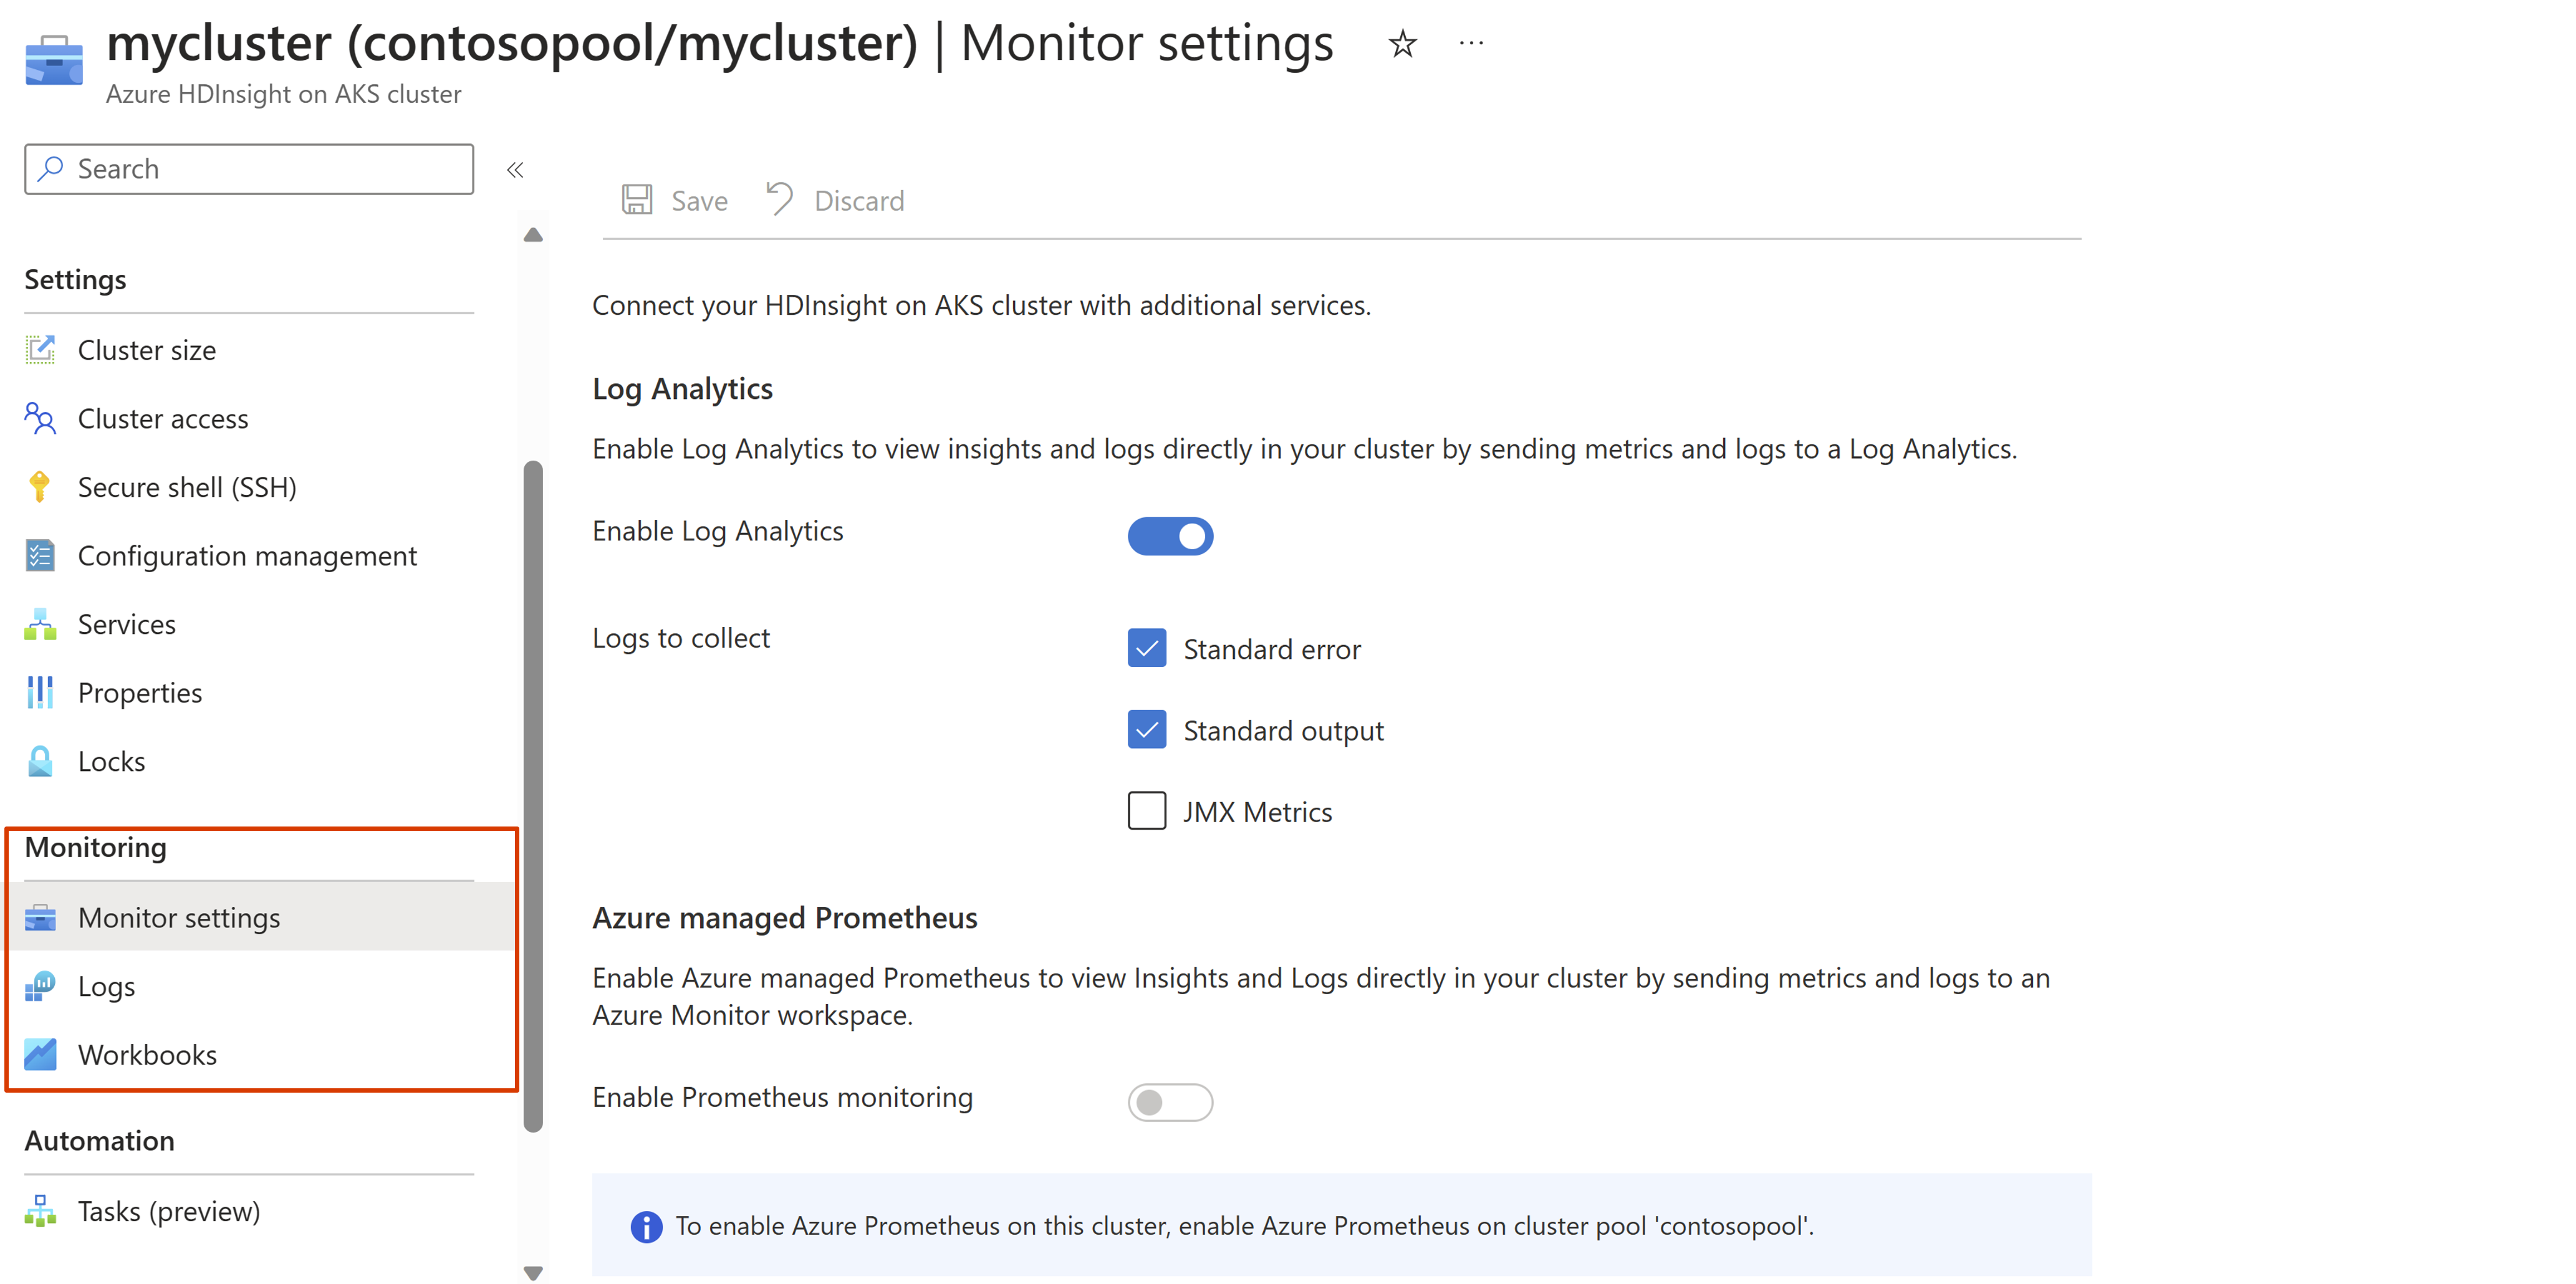 mycluster (contosopool/mycluster) | Monitor settings
Azure HDInsight on AKS cluster
Search
Settings
Cluster size
Cluster access
Secure shell (SSH)
Configuration management
Services
Properties
Locks
Monitoring
Monitor settings
Logs
Workbooks
Automation
Tasks (preview)
Save Discard
Connect your HDInsight on AKS cluster with additional services.
Log Analytics
Enable Log Analytics to view insights and logs directly in your cluster by sending metrics and logs to a Log Analytics.
Enable Log Analytics
Logs to collect
Standard error
Standard output
JMX Metrics
Azure managed Prometheus
Enable Azure managed Prometheus to view Insights and Logs directly in your cluster by sending metrics and logs to an
Azure Monitor workspace.
Enable Prometheus monitoring
To enable Azure Prometheus on this cluster, enable Azure Prometheus on cluster pool 'contosopool'.